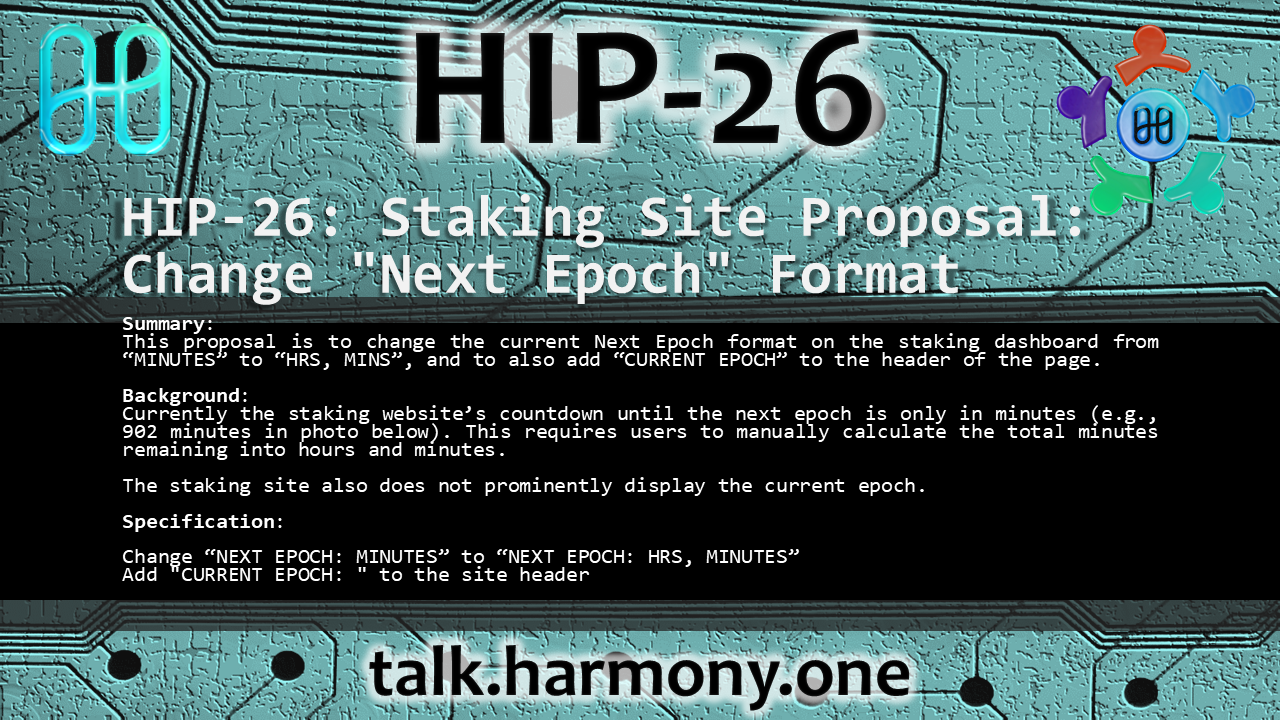 HIP-26
HIP-26: Staking Site Proposal:
Change "Next Epoch" Format
Summary:
This proposal is to change the current Next Epoch format on the staking dashboard from
“MINUTES” to “HRS, MINS”, and to also add “CURRENT EPOCH” to the header of the page.
Background:
Currently the staking website’s countdown until the next epoch is only in minutes (e.g.,
902 minutes in photo below). This requires users to manually calculate the total minutes
remaining into hours and minutes.
The staking site also does not prominently display the current epoch.
Specification:
Change “NEXT EPOCH: MINUTES” to “NEXT EPOCH: HRS, MINUTES”
Add "CURRENT EPOCH: " to the site header
talk.harmony.one